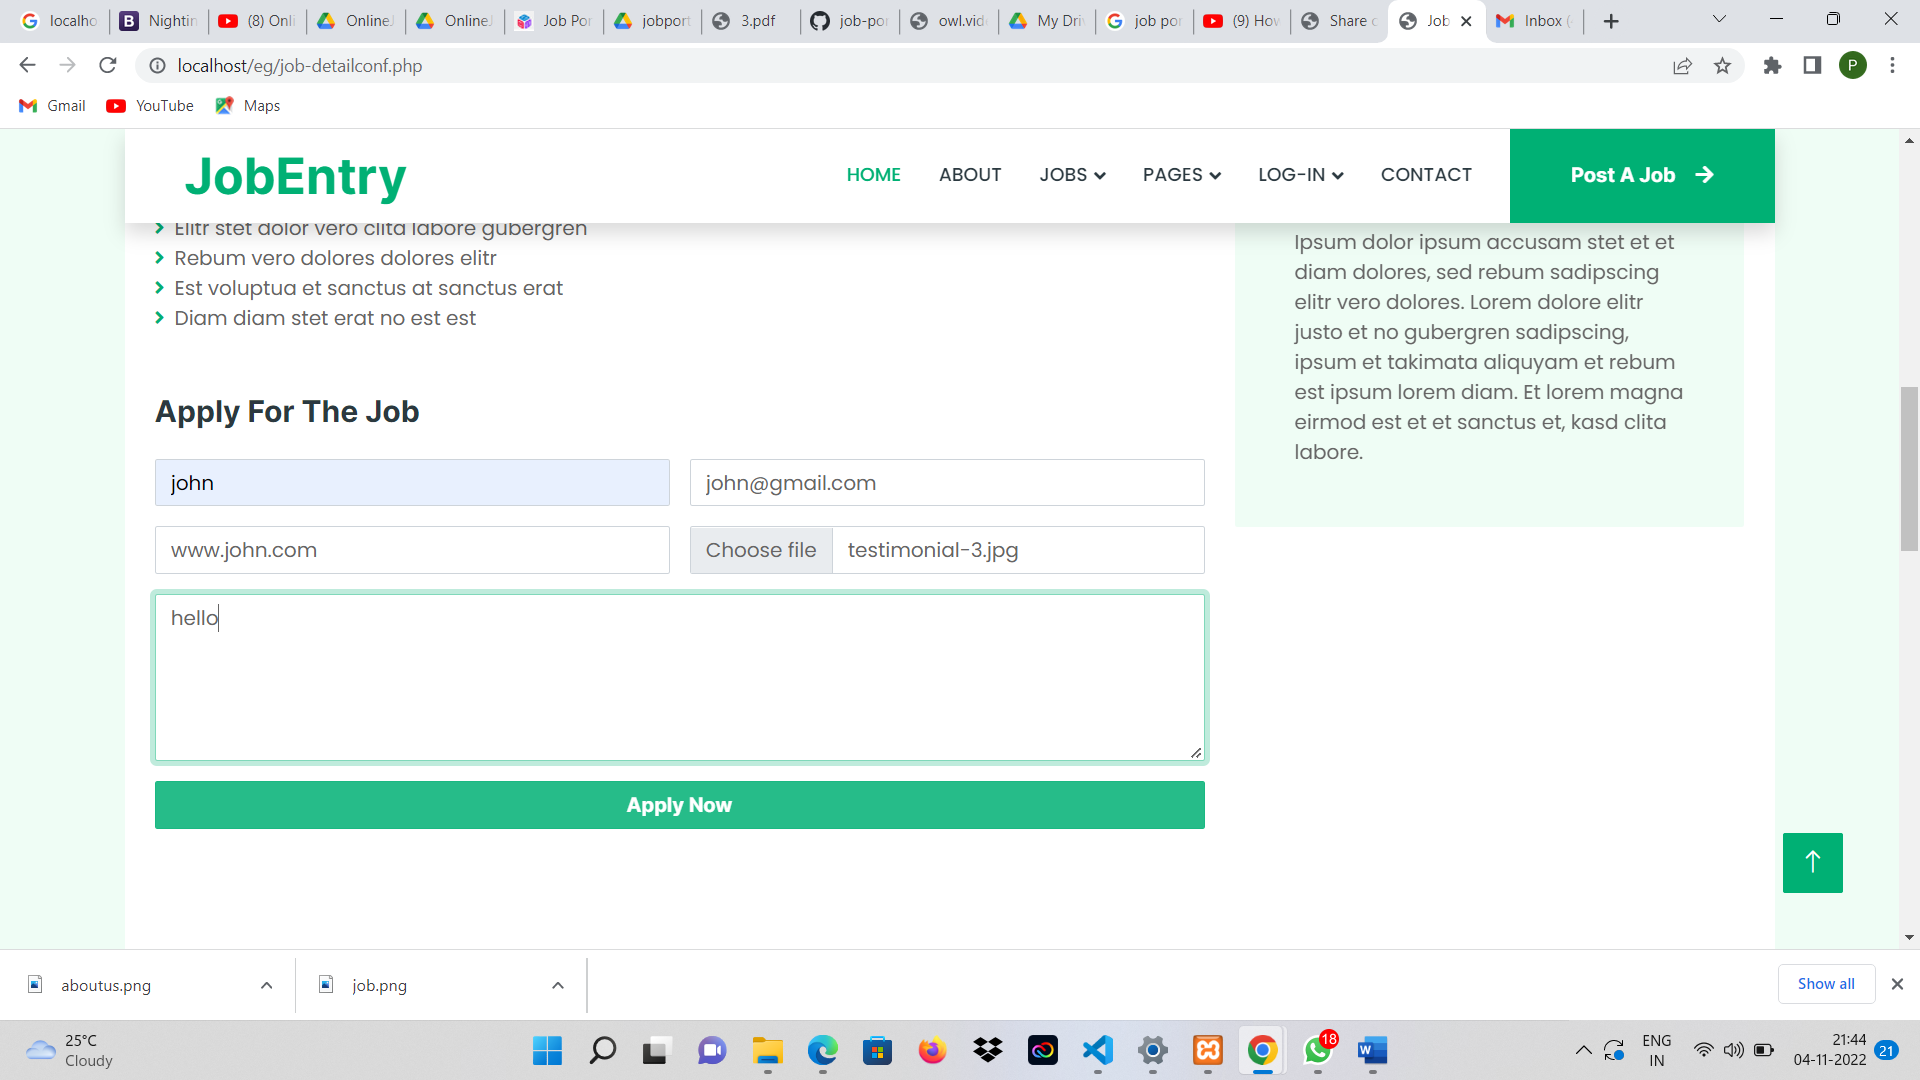 localho
B Nightin
(8) Onli
OnlineJ
OnlineJ
Job Por
jobport
3.pdf
job-por
owl.vide
My Driv
job por
(9) How
Share o
Job
Inbox (
localhost/eg/job-detailconf.php
P
Gmail YouTube Maps
JobEntry
HOME ABOUT JOBS PAGES LOG-IN CONTACT
Post A Job
Elitr stet dolor vero clita labore gubergren
Rebum vero dolores dolores elitr
Est voluptua et sanctus at sanctus erat
Diam diam stet erat no est est
Ipsum dolor ipsum accusam stet et et
diam dolores, sed rebum sadipscing
elitr vero dolores. Lorem dolore elitr
justo et no gubergren sadipscing,
ipsum et takimata aliquyam et rebum
est ipsum lorem diam. Et lorem magna
eirmod est et et sanctus et, kasd clita
labore.
Apply For The Job
john
john@gmail.com
www.john.com
Choose file testimonial-3.jpg
hello
Apply Now
aboutus.png
job.png
Show all
25°C
Cloudy
18
W
ENG
IN
21:44
04-11-2022
21